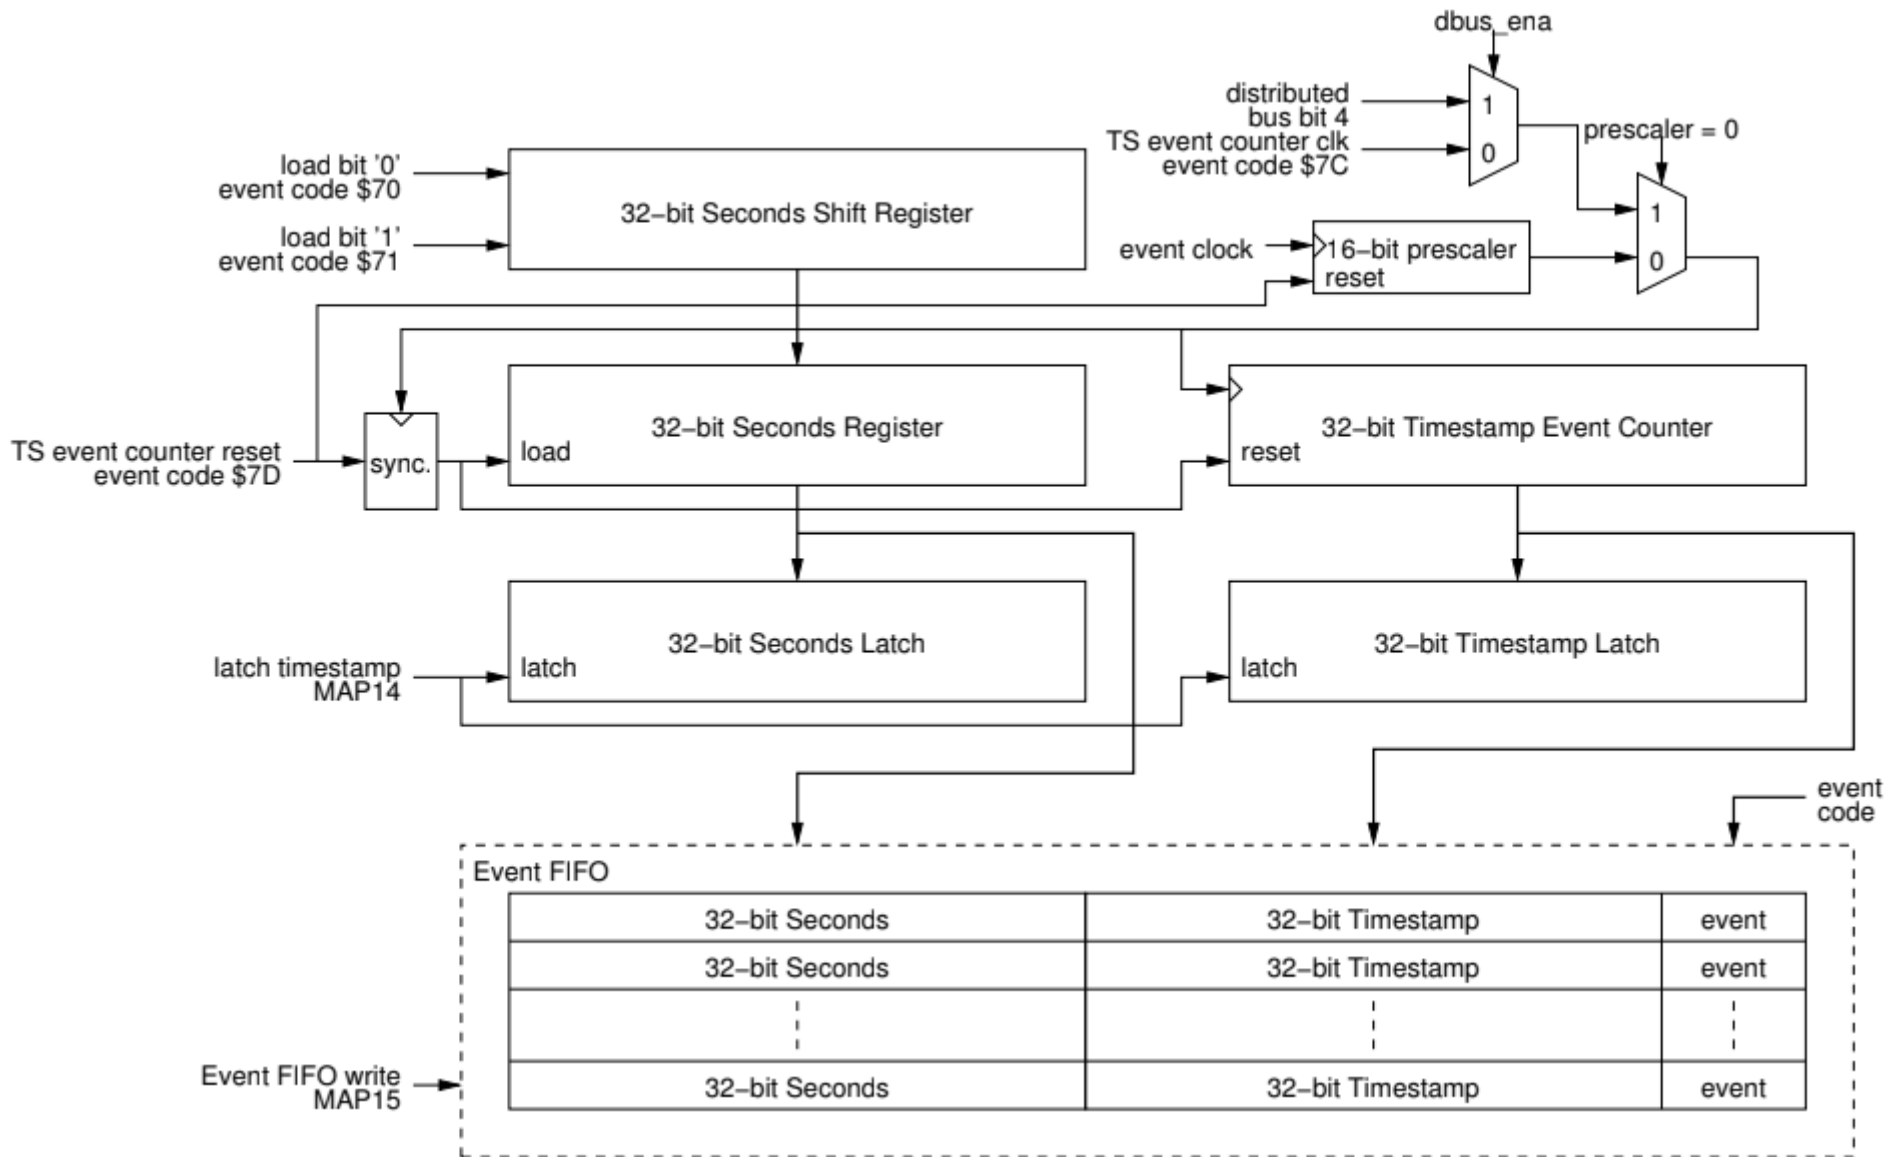 dbus_ena
distributed
bus bit 4
TS event counter clk
event code $7C
1
0
prescaler = 0
1
0
load bit '0'
event code $70
load bit '1'
event code $71
32−bit Seconds Shift Register
event clock
16−bit prescaler
reset
TS event counter reset
event code $7D
sync.
32−bit Seconds Register
load
32−bit Timestamp Event Counter
reset
latch timestamp
MAP14
32−bit Seconds Latch
latch
32−bit Timestamp Latch
latch
event
code
Event FIFO
32−bit Seconds 32−bit Timestamp event
32−bit Seconds 32−bit Timestamp event
Event FIFO write
MAP15
32−bit Seconds 32−bit Timestamp event